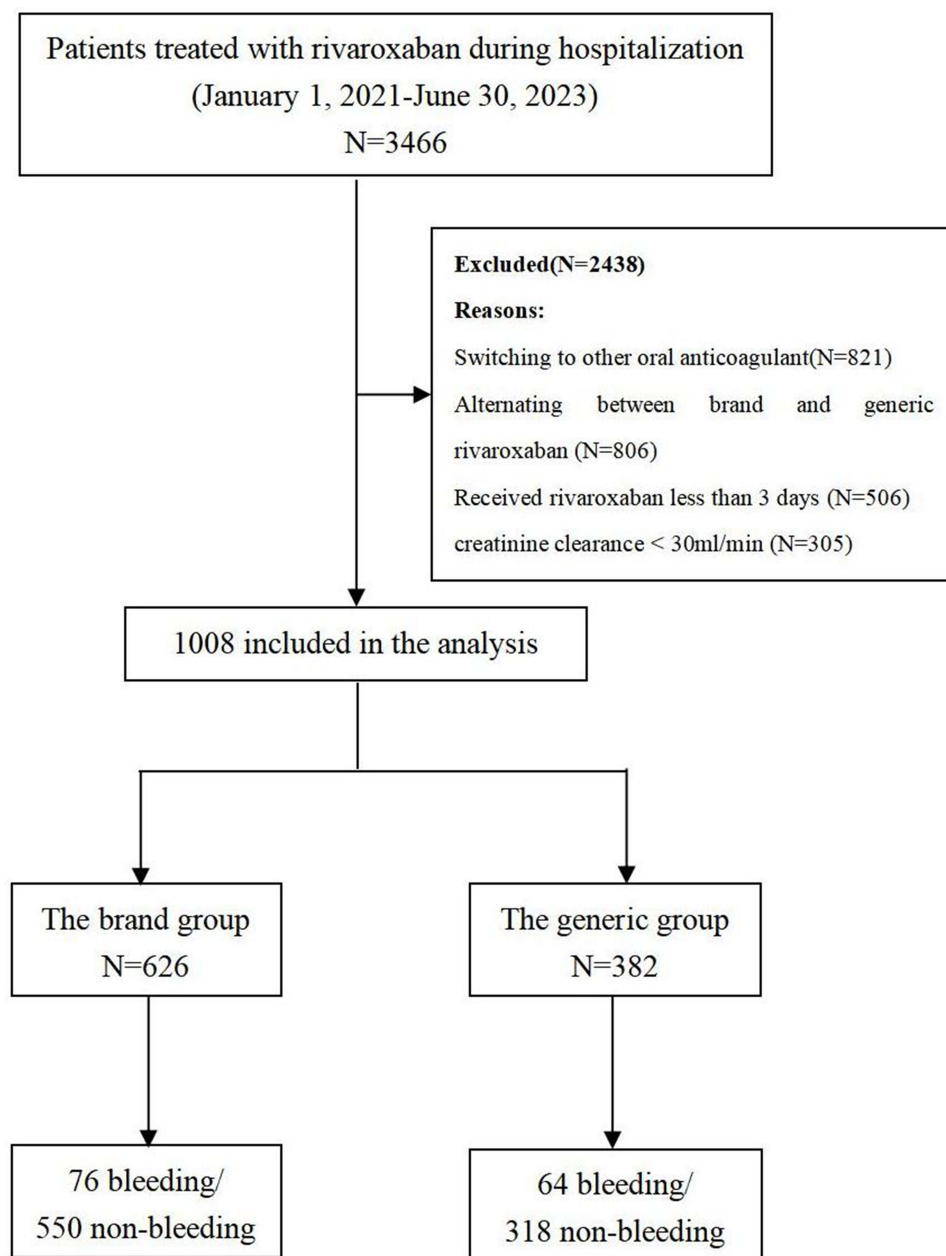 Patients treated with rivaroxaban during hospitalization
(January 1, 2021-June 30, 2023)
N=3466
Excluded(N=2438)
Reasons:
Switching to other oral anticoagulant(N=821)
Alternating between brand and generic
rivaroxaban (N=806)
Received rivaroxaban less than 3 days (N=506)
creatinine clearance < 30ml/min (N=305)
1008 included in the analysis
The brand group
N=626
The generic group
N=382
76 bleeding/
550 non-bleeding
64 bleeding/
318 non-bleeding